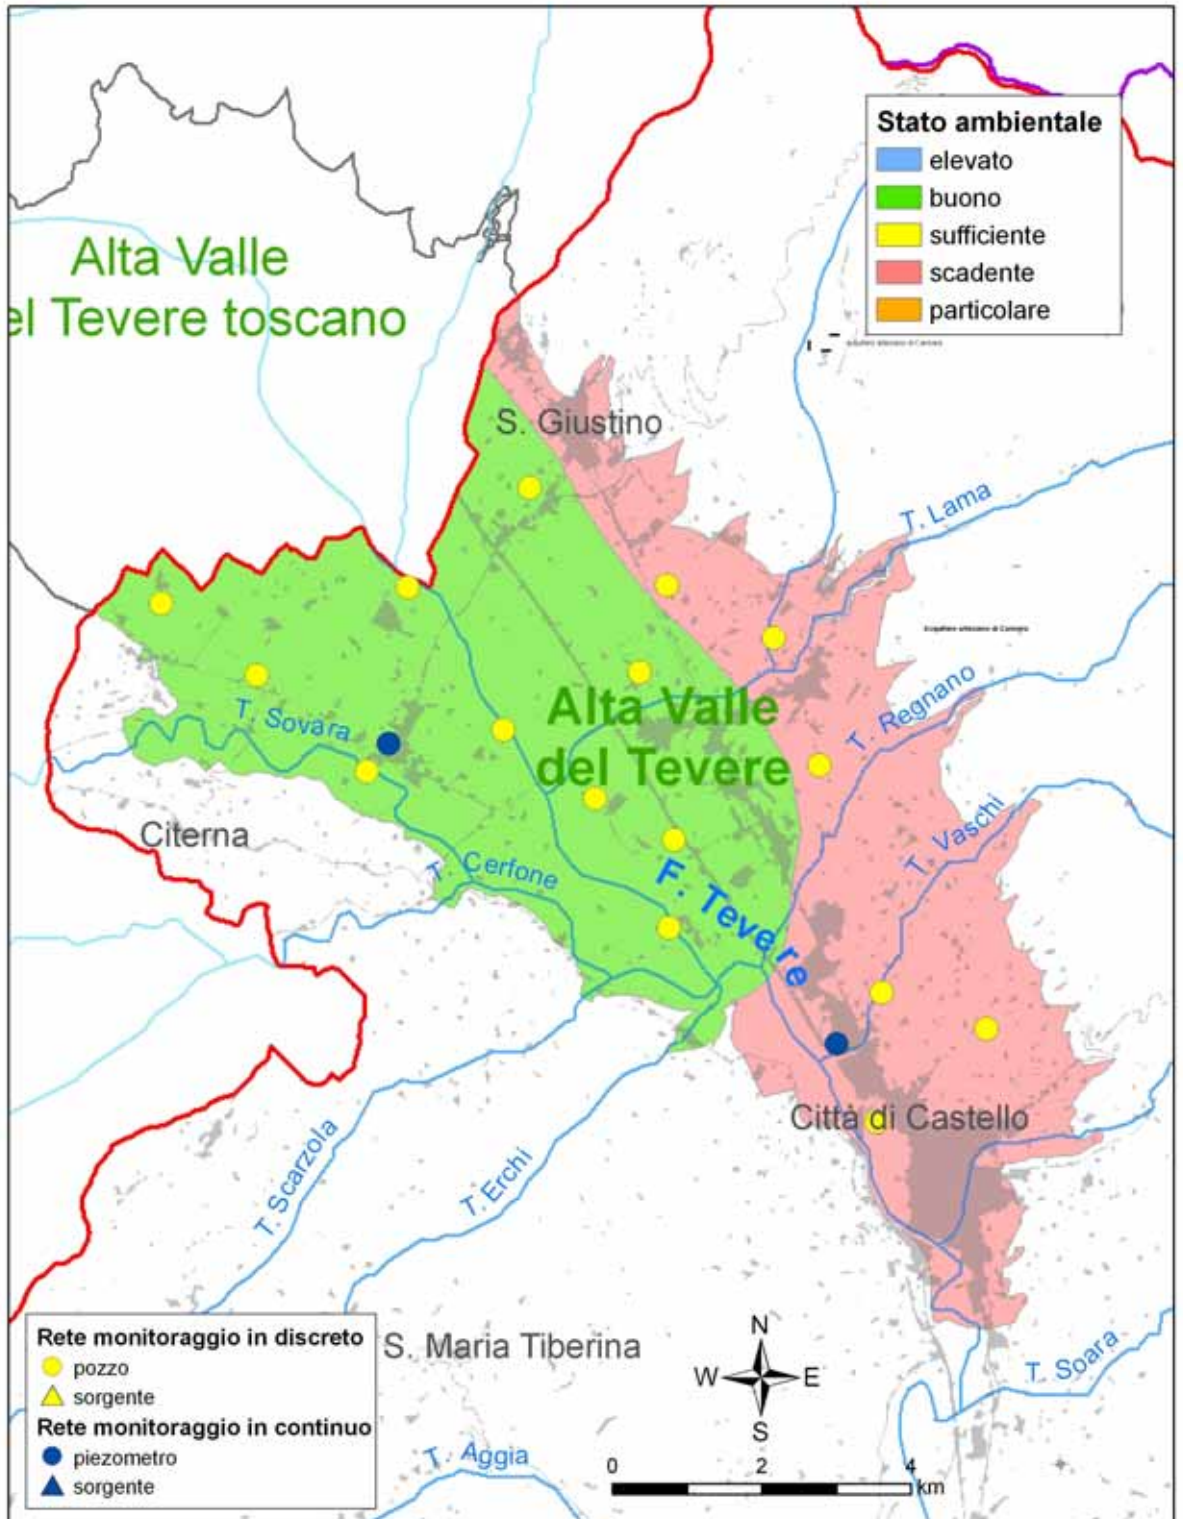 Stato ambientale
elevato
buono
sufficiente
scadente
particolare
Alta Valle
el Tevere toscano
S. Giustino
T. Lama
T. Regnano
Alta Valle
del Tevere
T. Sovara
T. Vaschi
Citerna
T. Cerfone
F. Tevere
Città di Castello
T. Scarzola
T. Erchi
S. Maria Tiberina
T. Soara
T. Aggia
Rete monitoraggio in discreto
pozzo
sorgente
Rete monitoraggio in continuo
piezometro
sorgente
N
W E
S
0 2 4
km